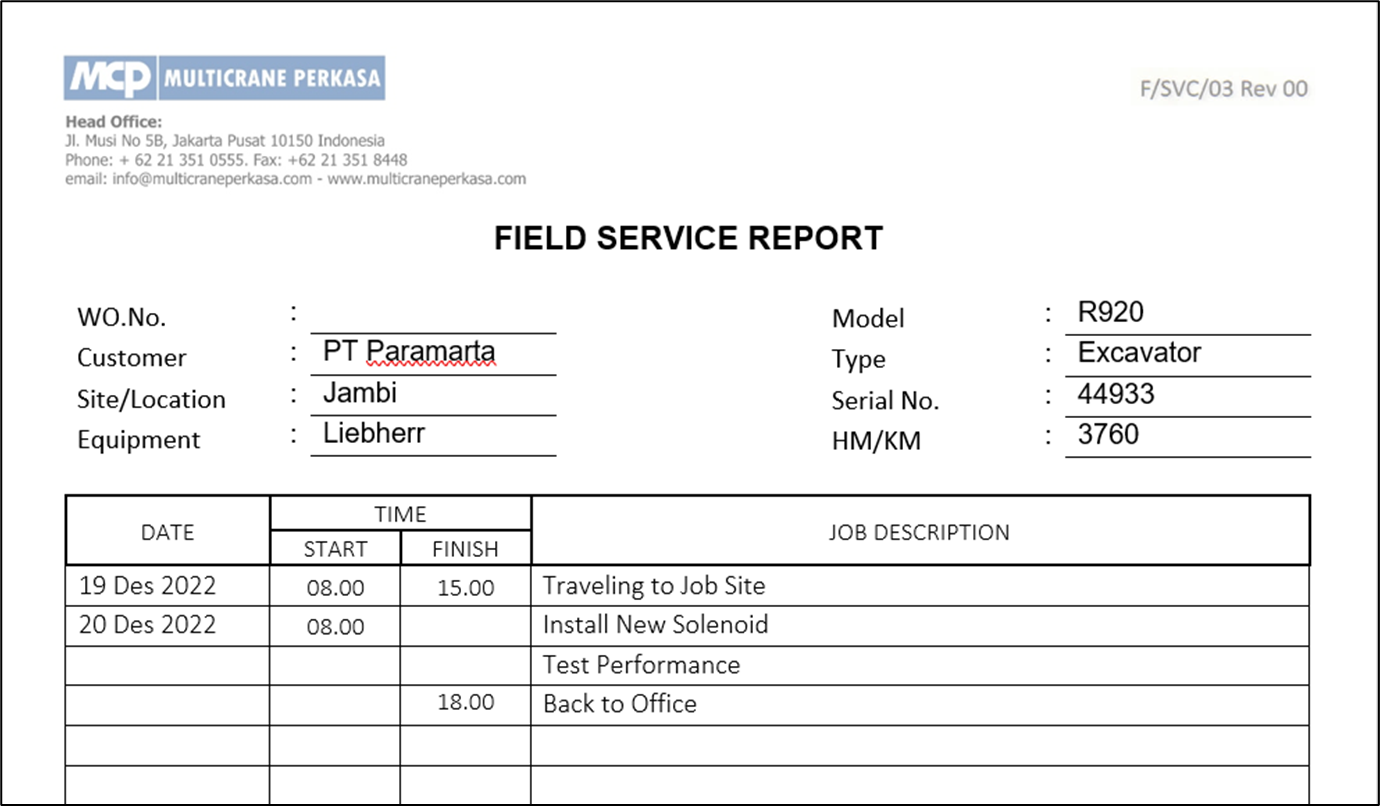 MCP MULTICRANE PERKASA
F/SVC/03 Rev 00
Head Office:
Jl. Musi No 5B, Jakarta Pusat 10150 Indonesia
Phone: + 62 21 351 0555. Fax: +62 21 351 8448
email: info@multicraneperkasa.com - www.multicraneperkasa.com
FIELD SERVICE REPORT
WO.No. : Model : R920
Customer : PT Paramarta Type : Excavator
Site/Location : Jambi Serial No. : 44933
Equipment : Liebherr HM/KM : 3760
DATE TIME JOB DESCRIPTION
START FINISH
19 Des 2022 08.00 15.00 Traveling to Job Site
20 Des 2022 08.00 Install New Solenoid
Test Performance
18.00 Back to Office